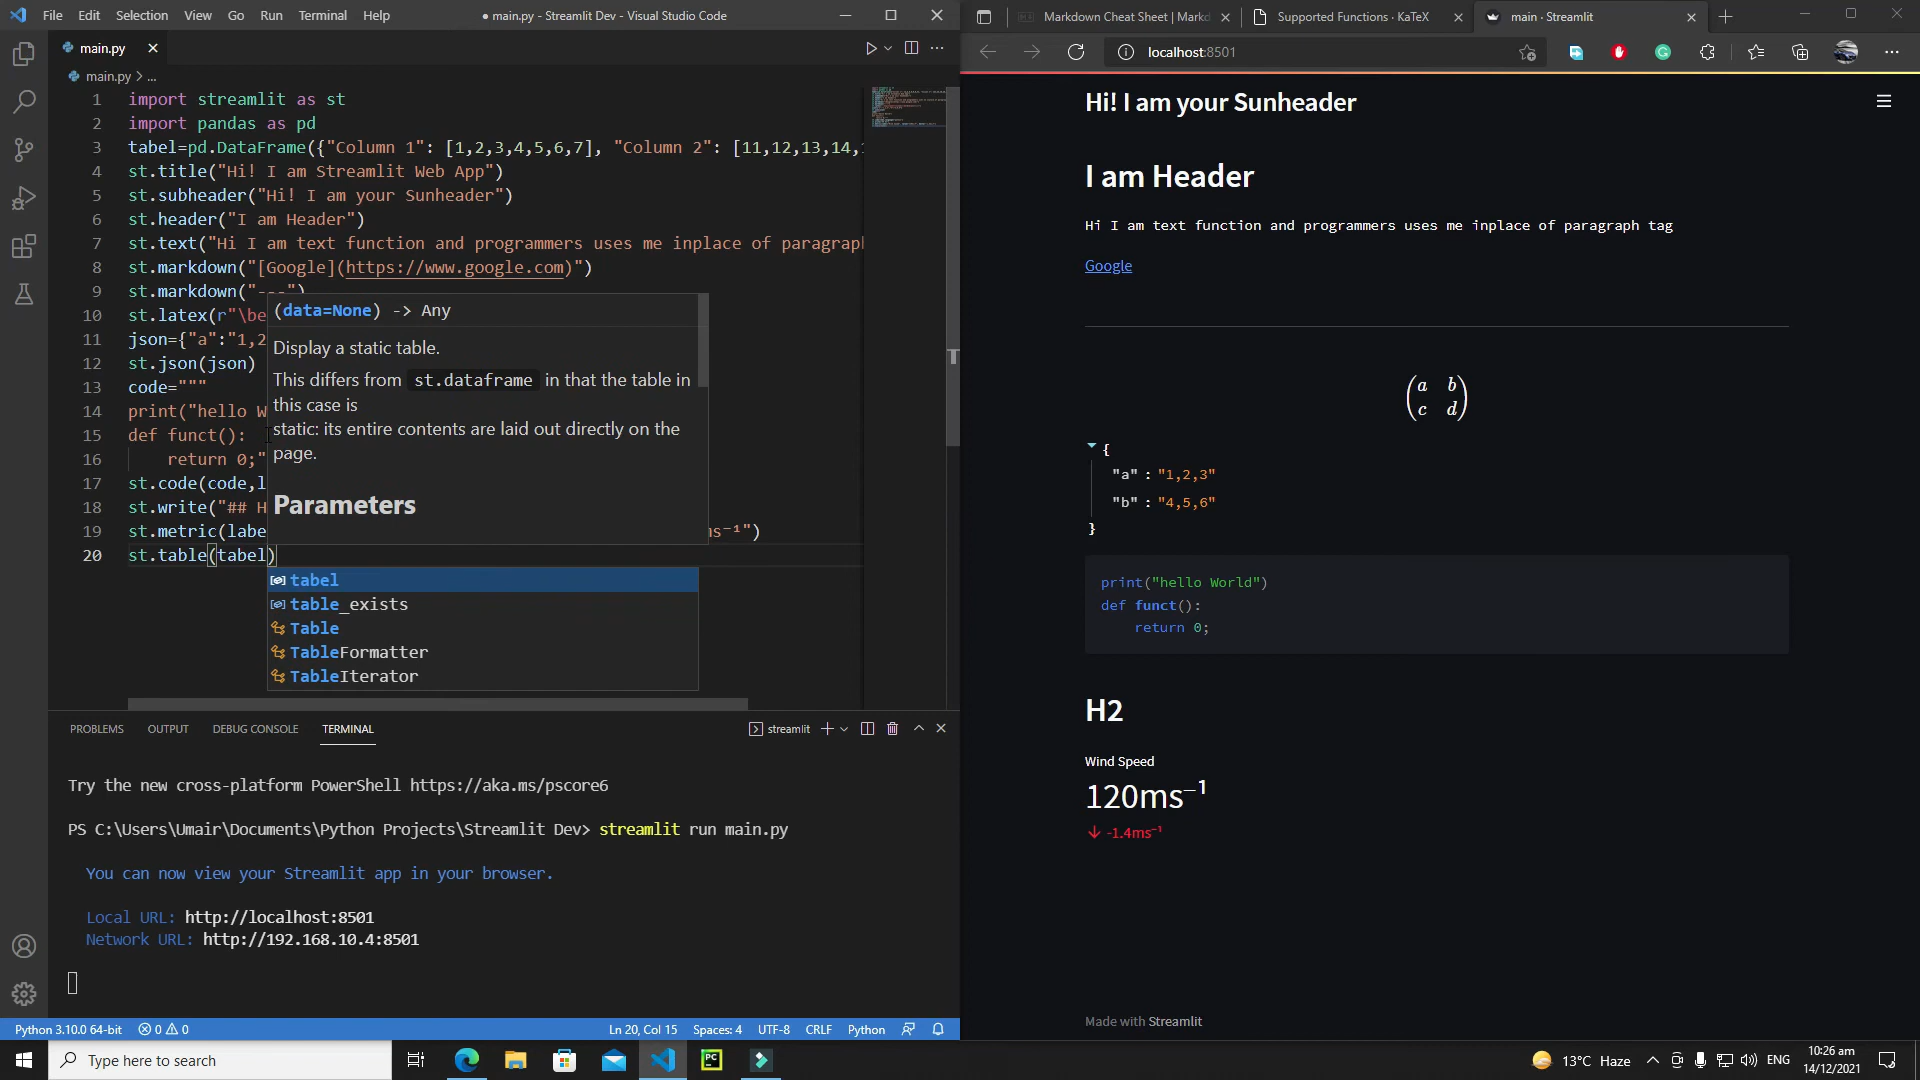 File Edit Selection View Go Run Terminal Help
● main.py - Streamlit Dev - Visual Studio Code
main.py
main.py > ...
1 import streamlit as st
2 import pandas as pd
3 tabel=pd.DataFrame({"Column 1": [1,2,3,4,5,6,7], "Column 2": [11,12,13,14,
4 st.title("Hi! I am Streamlit Web App")
5 st.subheader("Hi! I am your Sunheader")
6 st.header("I am Header")
7 st.text("Hi I am text function and programmers uses me inplace of paragraph
8 st.markdown("[Google](https://www.google.com)")
9 st.markdown("---")
10 st.latex(r"\be
11 json={"a":"1,2
12 st.json(json)
13 code="""
14 print("hello W
15 def funct():
16 return 0;"
17 st.code(code,l
18 st.write("## H
19 st.metric(labe
ms⁻¹")
20 st.table(tabel)
(data=None) -> Any
Display a static table.
This differs from st.dataframe in that the table in
this case is
static: its entire contents are laid out directly on the
page.
Parameters
tabel
table_exists
Table
TableFormatter
TableIterator
PROBLEMS OUTPUT DEBUG CONSOLE TERMINAL
streamlit
Try the new cross-platform PowerShell https://aka.ms/pscore6
PS C:\Users\Umair\Documents\Python Projects\Streamlit Dev> streamlit run main.py
You can now view your Streamlit app in your browser.
Local URL: http://localhost:8501
Network URL: http://192.168.10.4:8501
Python 3.10.0 64-bit 0 0 Ln 20, Col 15 Spaces: 4 UTF-8 CRLF Python
Markdown Cheat Sheet | Markd
Supported Functions · KaTeX
main · Streamlit
localhost:8501
Hi! I am your Sunheader
I am Header
Hi I am text function and programmers uses me inplace of paragraph tag
Google
a b
c d
{
"a" : "1,2,3"
"b" : "4,5,6"
}
print("hello World")
def funct():
return 0;
H2
Wind Speed
120ms⁻¹
-1.4ms⁻¹
Made with Streamlit
Type here to search
PC
13°C Haze
ENG
10:26 am
14/12/2021